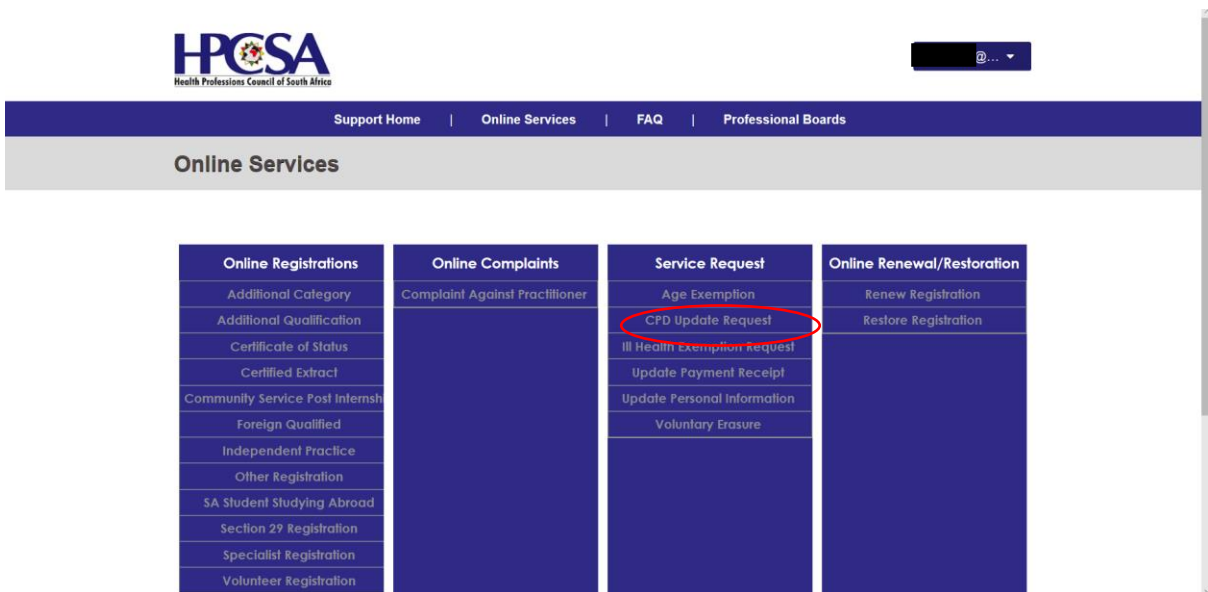 HPCSA
Health Professions Council of South Africa
@...
Support Home | Online Services | FAQ | Professional Boards
Online Services
Online Registrations
Additional Category
Additional Qualification
Certificate of Status
Certified Extract
Community Service Post Internsh
Foreign Qualified
Independent Practice
Other Registration
SA Student Studying Abroad
Section 29 Registration
Specialist Registration
Volunteer Registration
Online Complaints
Complaint Against Practitioner
Service Request
Age Exemption
CPD Update Request
Ill Health Exemption Request
Update Payment Receipt
Update Personal Information
Voluntary Erasure
Online Renewal/Restoration
Renew Registration
Restore Registration